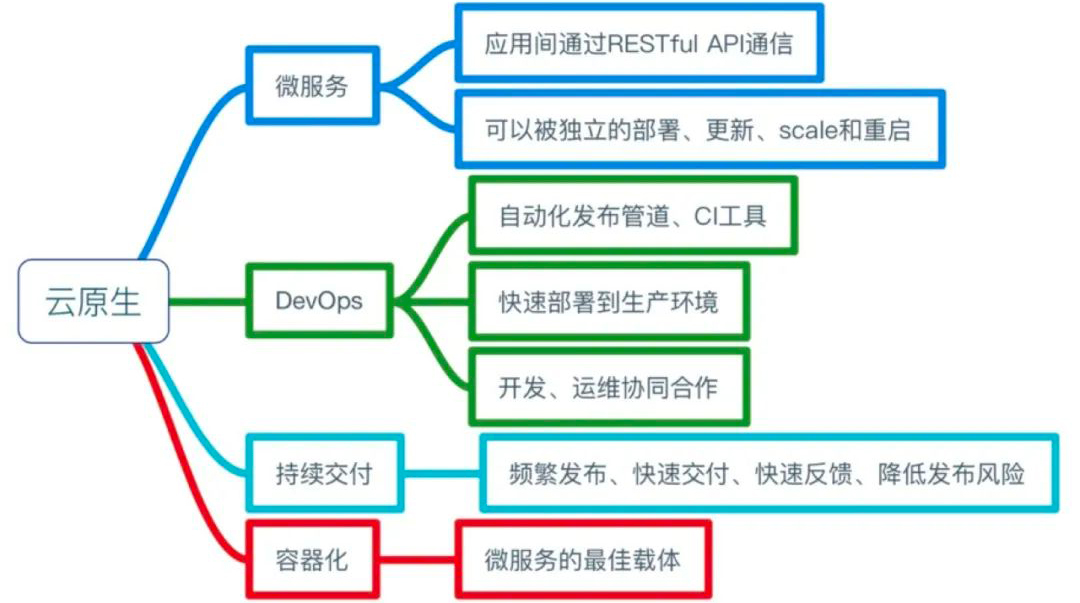 微服务
应用间通过RESTful API通信
可以被独立的部署、更新、scale和重启
云原生
DevOps
自动化发布管道、CI工具
快速部署到生产环境
开发、运维协同合作
持续交付
频繁发布、快速交付、快速反馈、降低发布风险
容器化
微服务的最佳载体